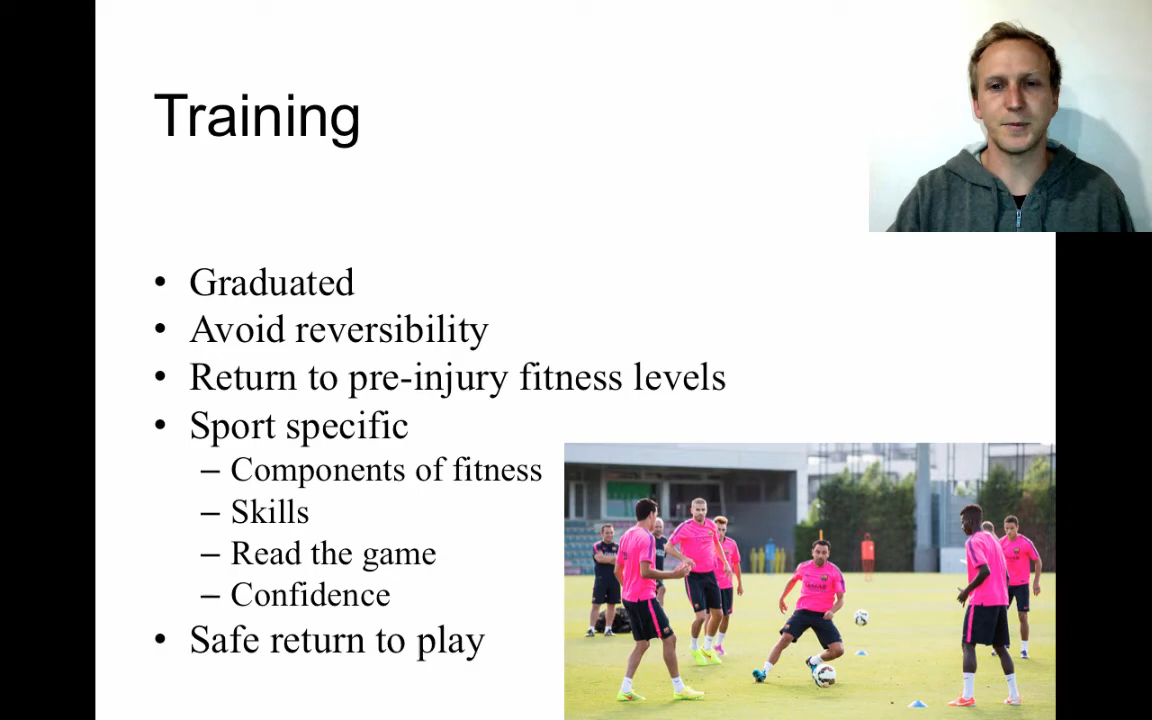 Training
• Graduated
• Avoid reversibility
• Return to pre-injury fitness levels
• Sport specific
– Components of fitness
– Skills
– Read the game
– Confidence
• Safe return to play